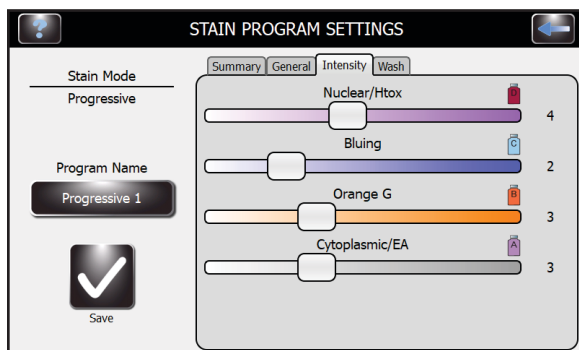 ?
STAIN PROGRAM SETTINGS
Stain Mode
Progressive
Program Name
Progressive 1
Save
Summary General Intensity Wash
Nuclear/Htox D
4
Bluing C
2
Orange G B
3
Cytoplasmic/EA A
3